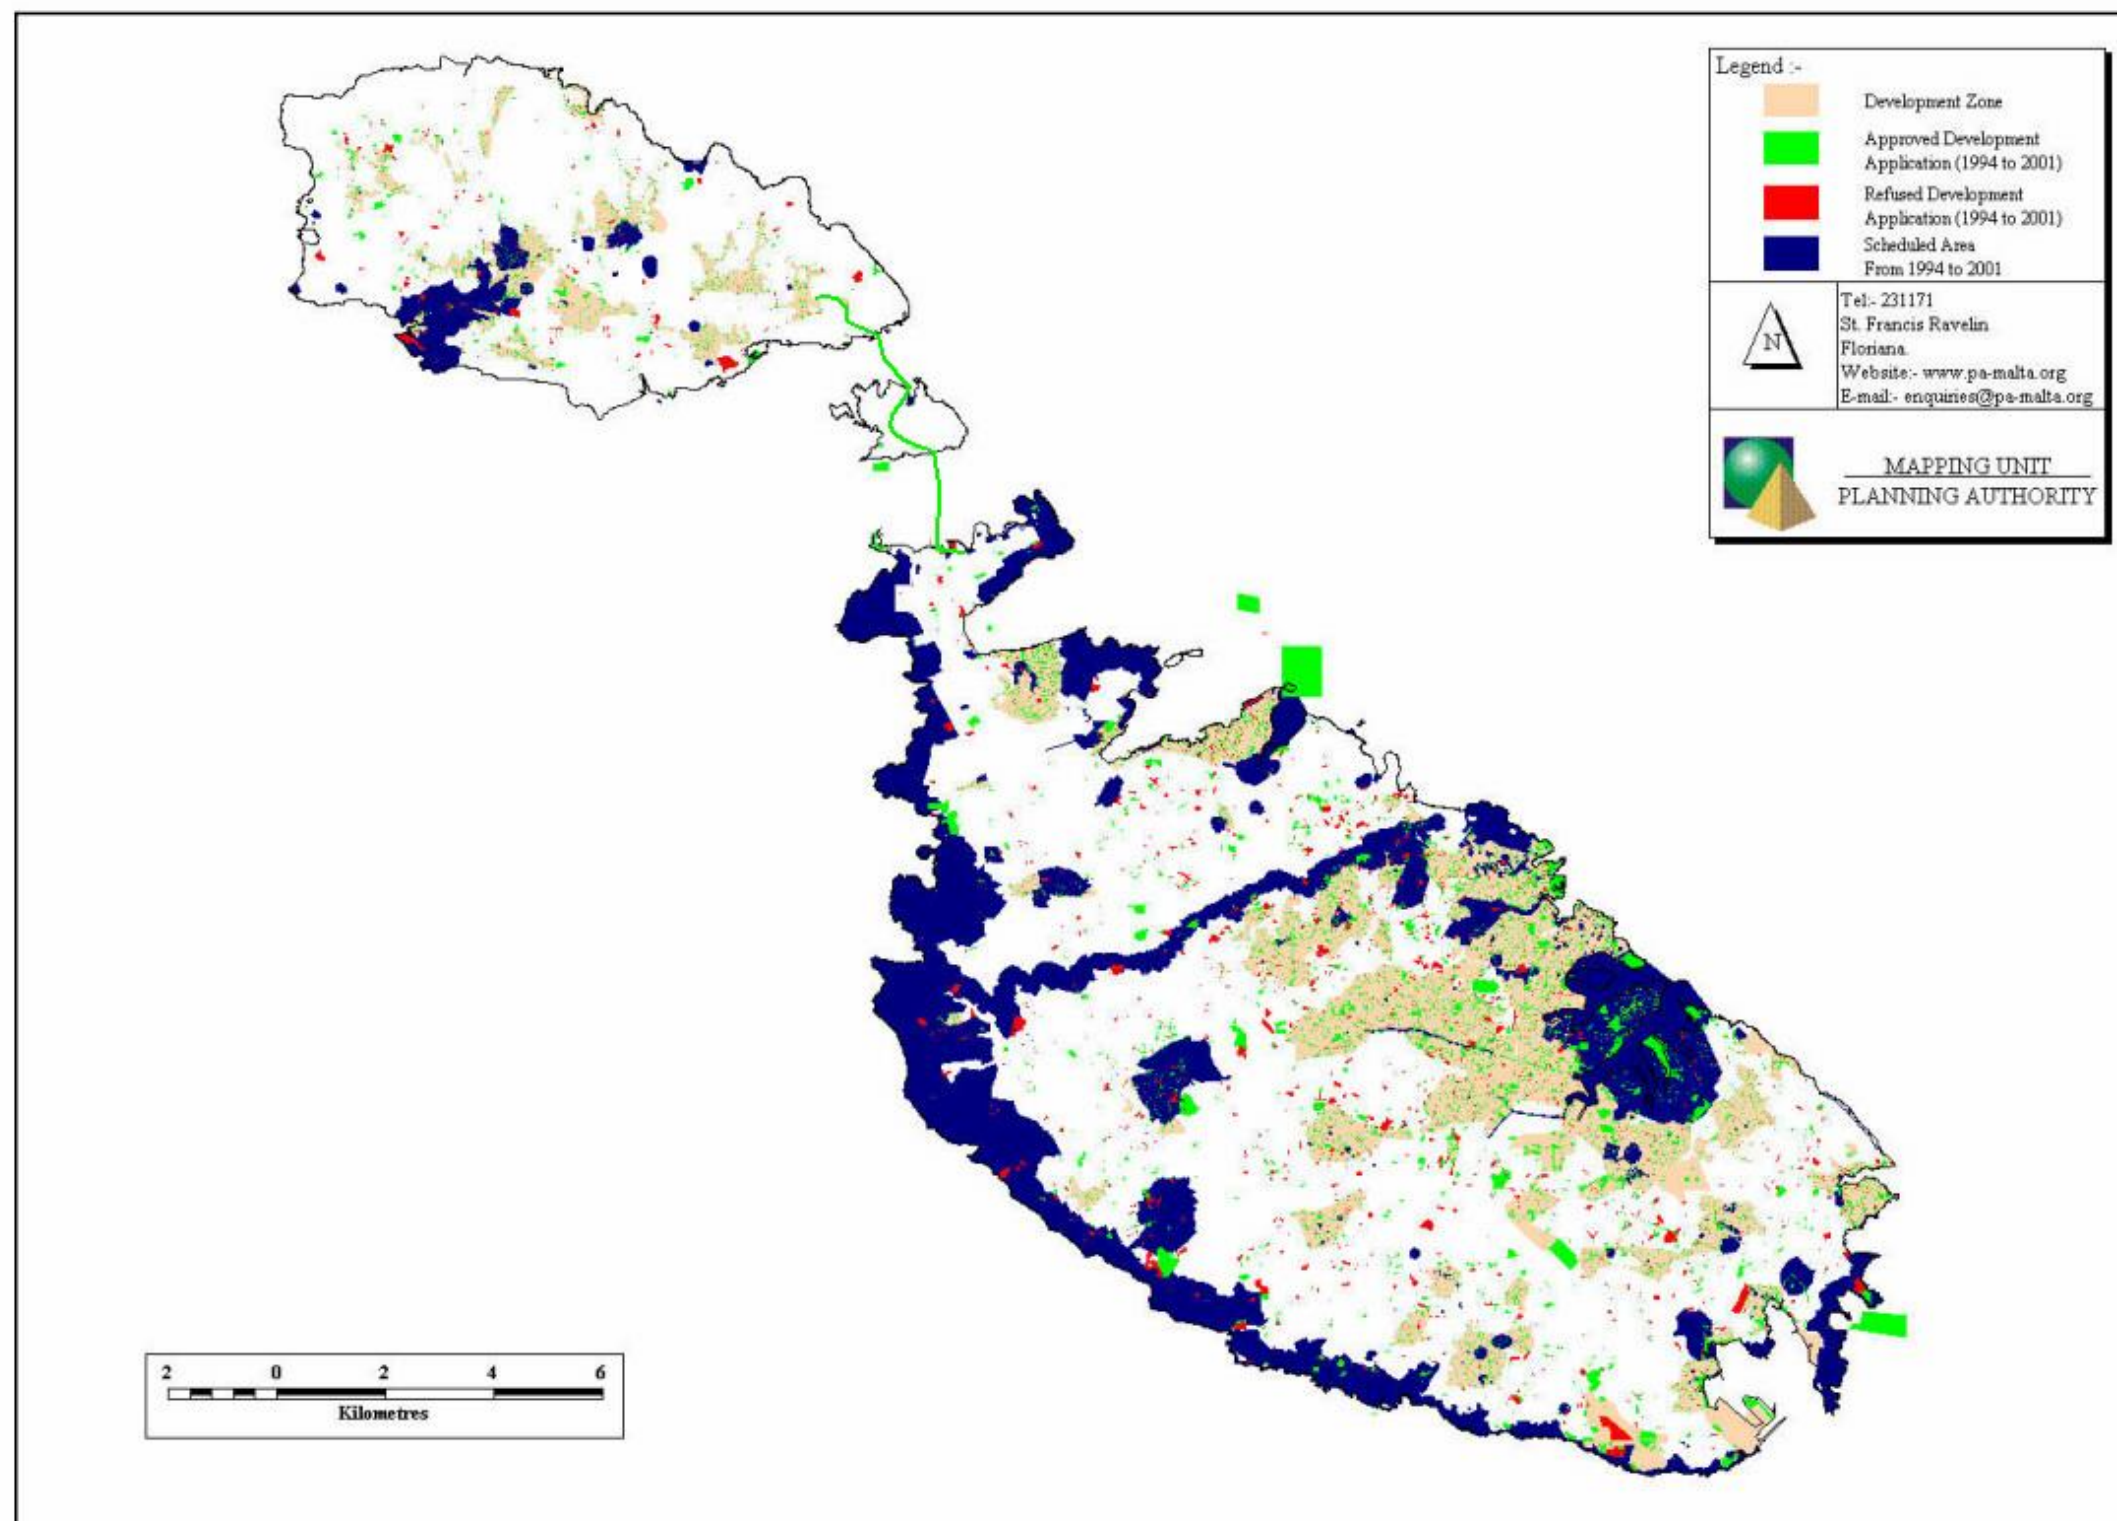 Legend :-
Development Zone
Approved Development
Application (1994 to 2001)
Refused Development
Application (1994 to 2001)
Scheduled Area
From 1994 to 2001
N
Tel:- 231171
St. Francis Ravelin
Floriana.
Website:- www.pa-malta.org
E-mail:- enquiries@pa-malta.org
MAPPING UNIT
PLANNING AUTHORITY
2 0 2 4 6
Kilometres